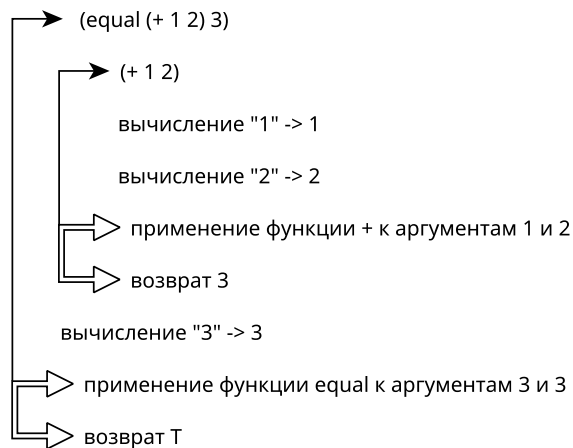 (equal (+ 1 2) 3)
(+ 1 2)
вычисление "1" -> 1
вычисление "2" -> 2
применение функции + к аргументам 1 и 2
возврат 3
вычисление "3" -> 3
применение функции equal к аргументам 3 и 3
возврат T